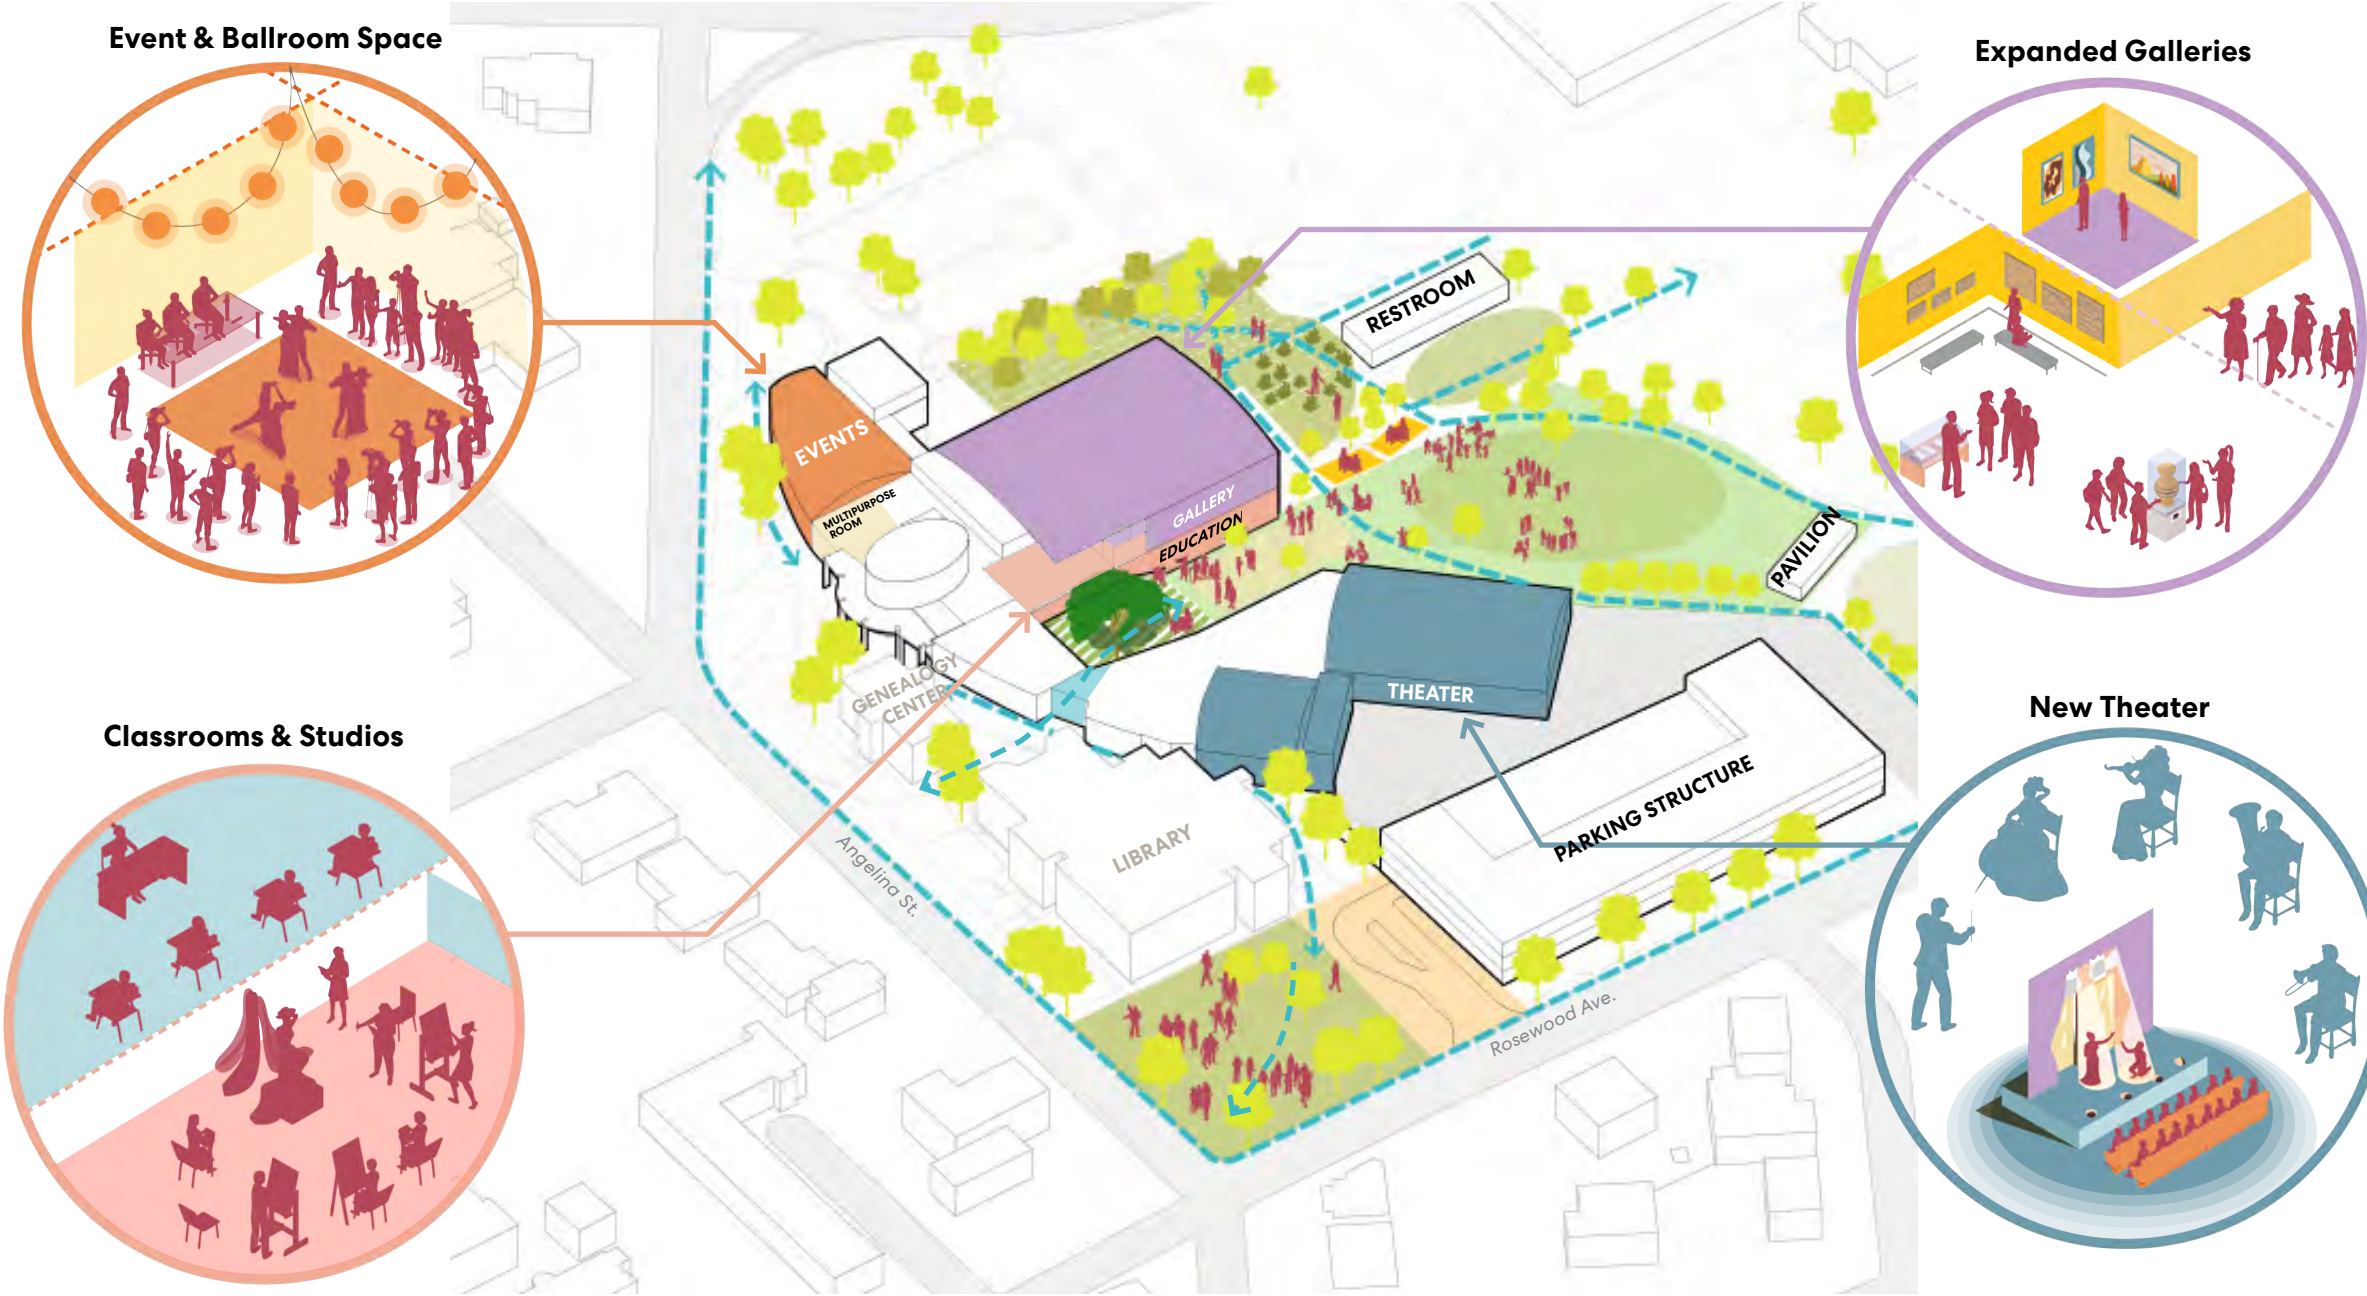 Event & Ballroom Space
Expanded Galleries
RESTROOM
EVENTS
MULTIPURPOSE
ROOM
GALLERY
EDUCATION
PAVILION
GENEALOGY
CENTER
THEATER
Classrooms & Studios
New Theater
PARKING STRUCTURE
LIBRARY
Angelina St.
Rosewood Ave.